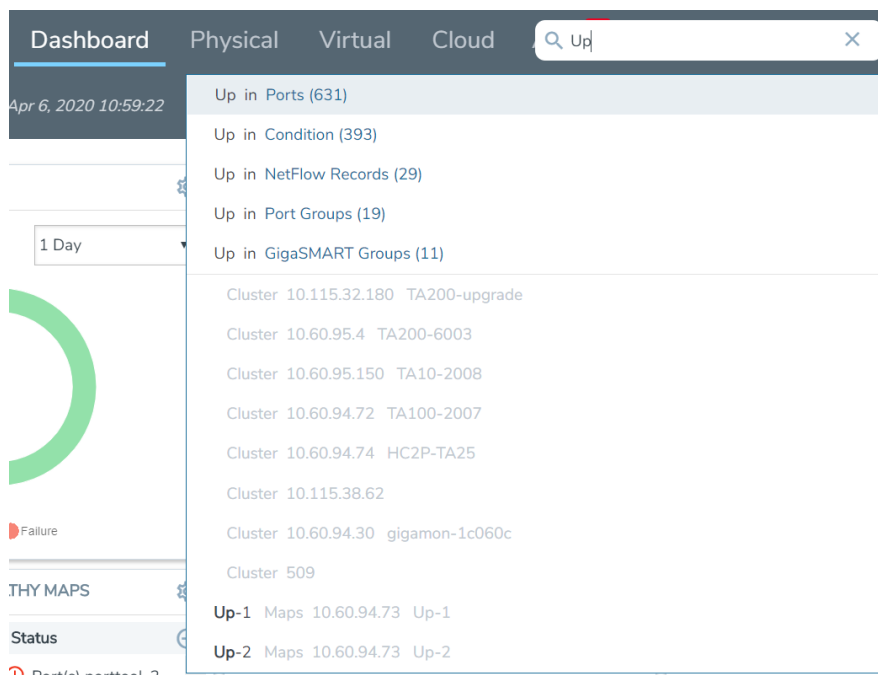 Dashboard Physical Virtual Cloud
Up
Apr 6, 2020 10:59:22
Up in Ports (631)
Up in Condition (393)
Up in NetFlow Records (29)
Up in Port Groups (19)
1 Day
Up in GigaSMART Groups (11)
Cluster 10.115.32.180 TA200-upgrade
Cluster 10.60.95.4 TA200-6003
Cluster 10.60.95.150 TA10-2008
Cluster 10.60.94.72 TA100-2007
Cluster 10.60.94.74 HC2P-TA25
Cluster 10.115.38.62
Failure
Cluster 10.60.94.30 gigamon-1c060c
Cluster 509
THY MAPS
Up-1 Maps 10.60.94.73 Up-1
Status
Up-2 Maps 10.60.94.73 Up-2